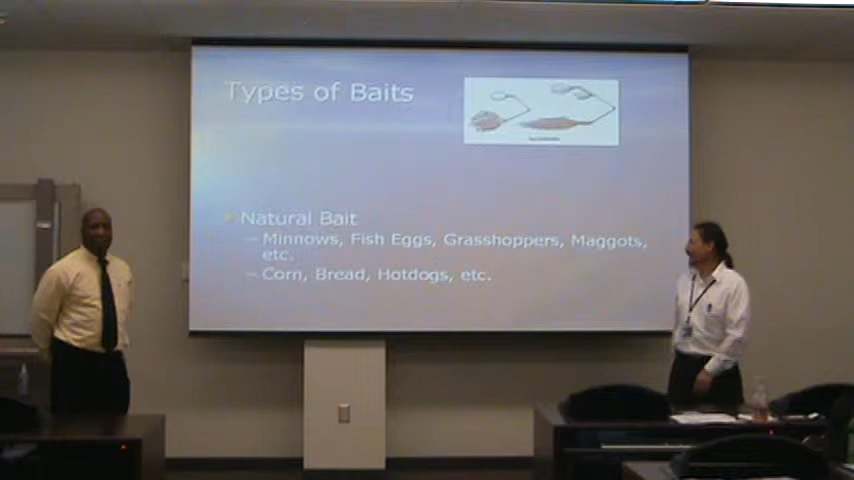 Types of Baits
Natural Bait
– Minnows, Fish Eggs, Grasshoppers, Maggots,
etc.
– Corn, Bread, Hotdogs, etc.